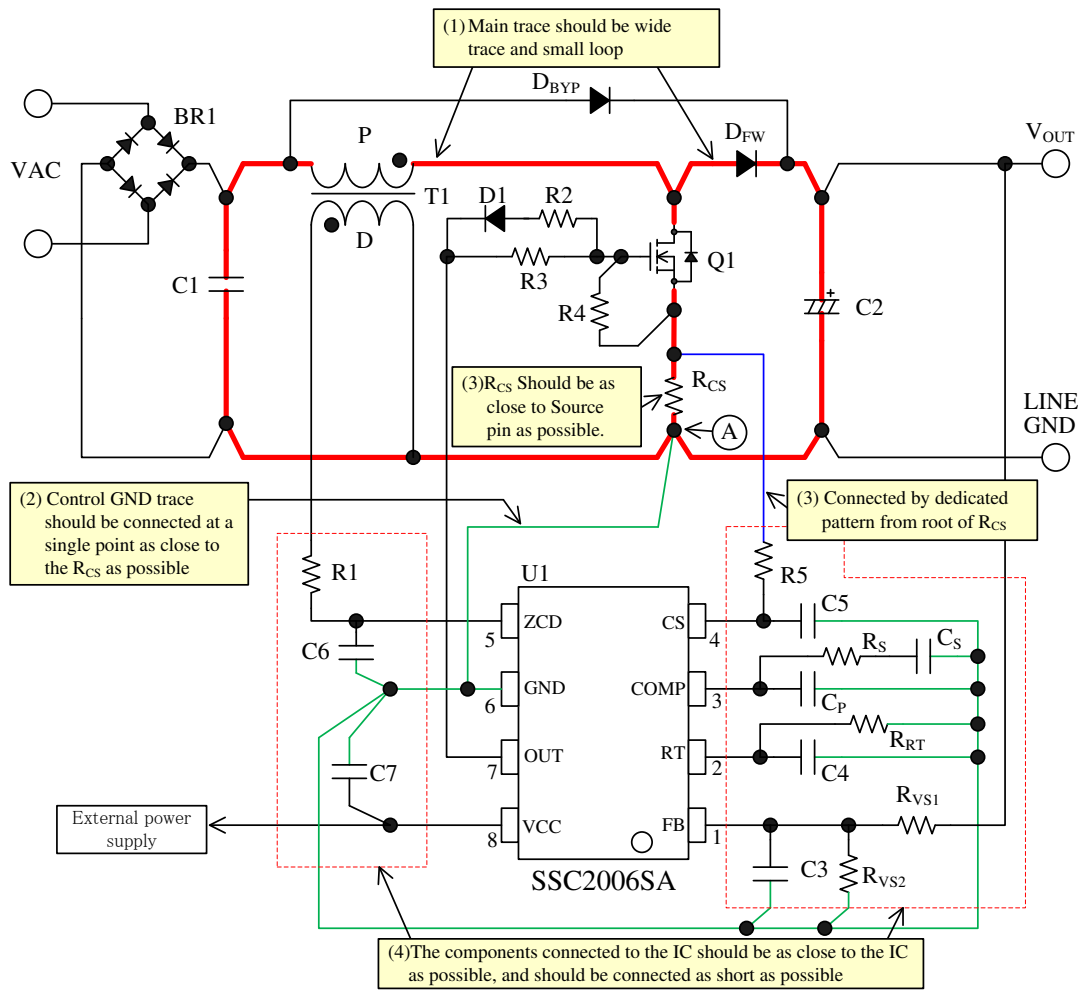 (1) Main trace should be wide
trace and small loop
DBYP
BR1
P
DFW
VOUT
VAC
T1
D1
R2
D
R3
Q1
C1
R4
C2
(3)RCS Should be as
close to Source
pin as possible.
RCS
A
LINE
GND
(2) Control GND trace
should be connected at a
single point as close to
the RCS as possible
(3) Connected by dedicated
pattern from root of RCS
R1
U1
R5
ZCD
5
CS
4
C5
C6
RS
CS
GND
6
COMP
3
CP
RRT
OUT
7
RT
2
C4
C7
RVS1
External power
supply
VCC
8
FB
1
C3
RVS2
SSC2006SA
(4)The components connected to the IC should be as close to the IC
as possible, and should be connected as short as possible